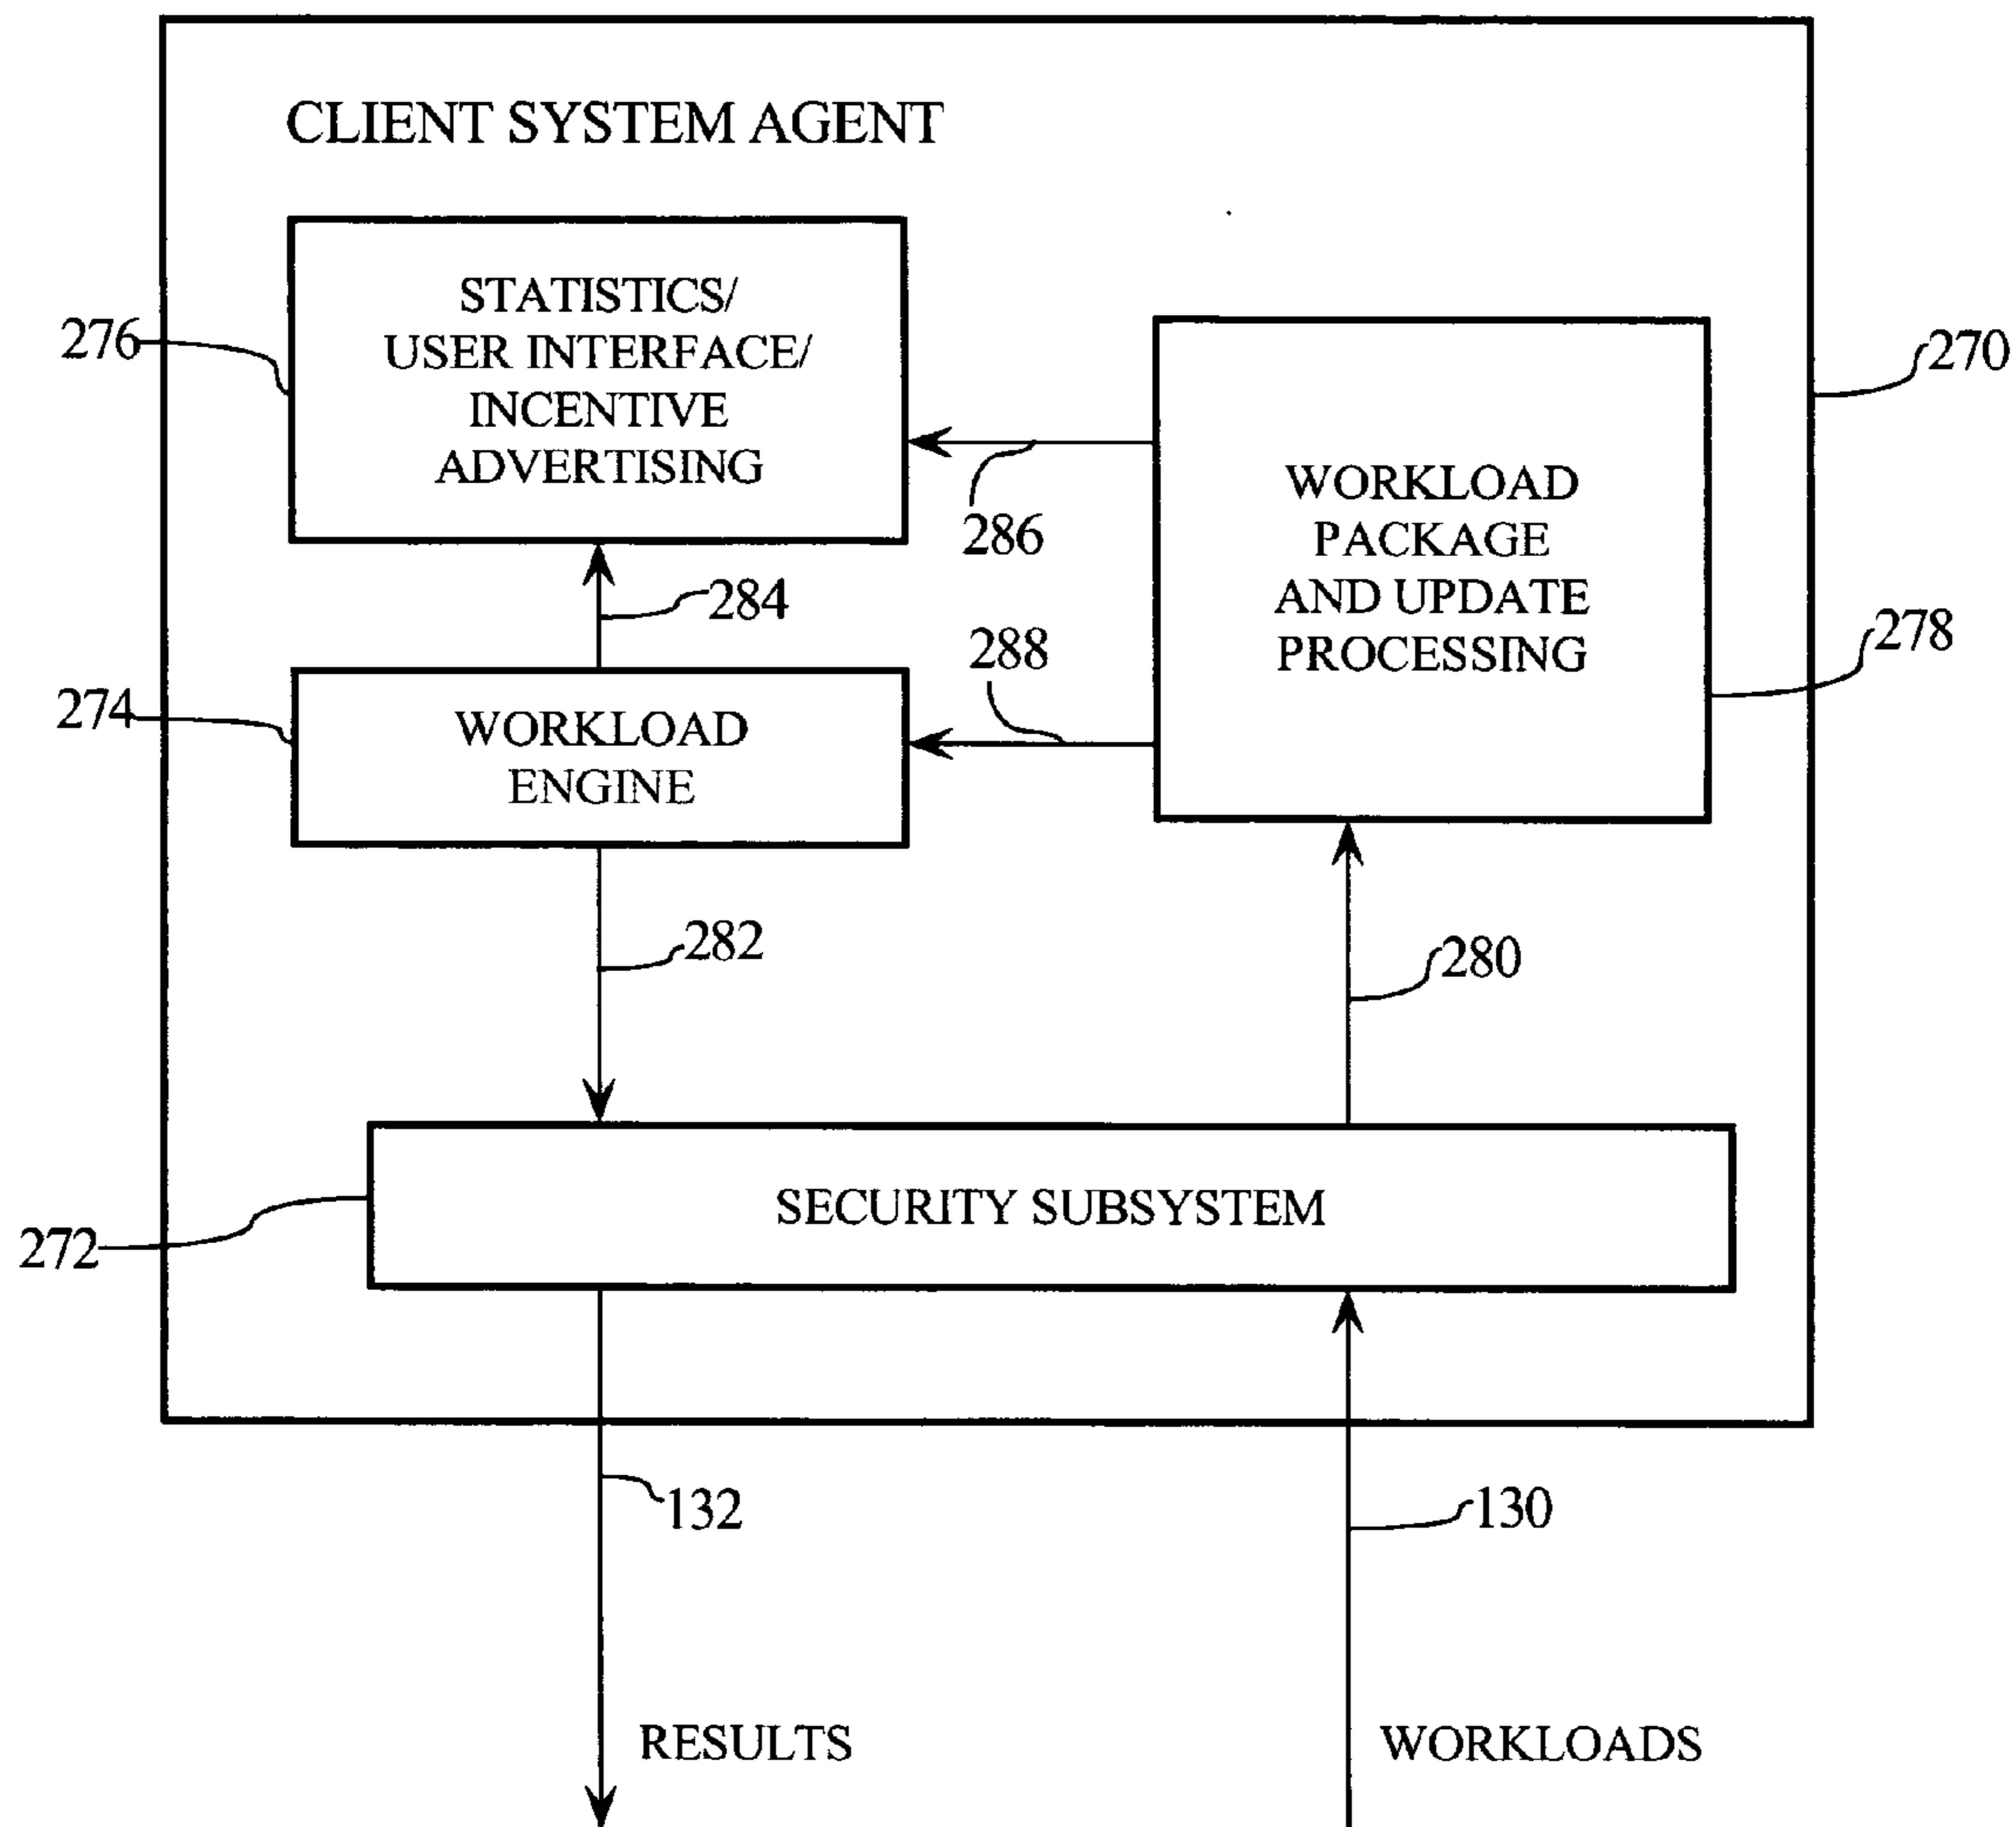 CLIENT SYSTEM AGENT
STATISTICS/
USER INTERFACE/
INCENTIVE
ADVERTISING
276
270
WORKLOAD
PACKAGE
AND UPDATE
PROCESSING
286
284
288
278
274
WORKLOAD
ENGINE
282
280
SECURITY SUBSYSTEM
272
132
130
RESULTS
WORKLOADS